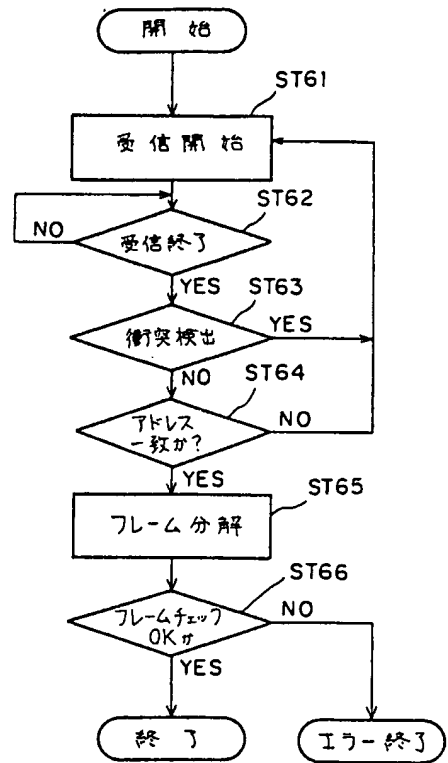 開始
ST61
受信開始
ST62
NO
受信終了
YES
ST63
衝突検出
YES
NO
ST64
アドレス
一致か?
NO
YES
ST65
フレーム分解
ST66
フレームチェック
OKか
NO
YES
終了
エラー終了